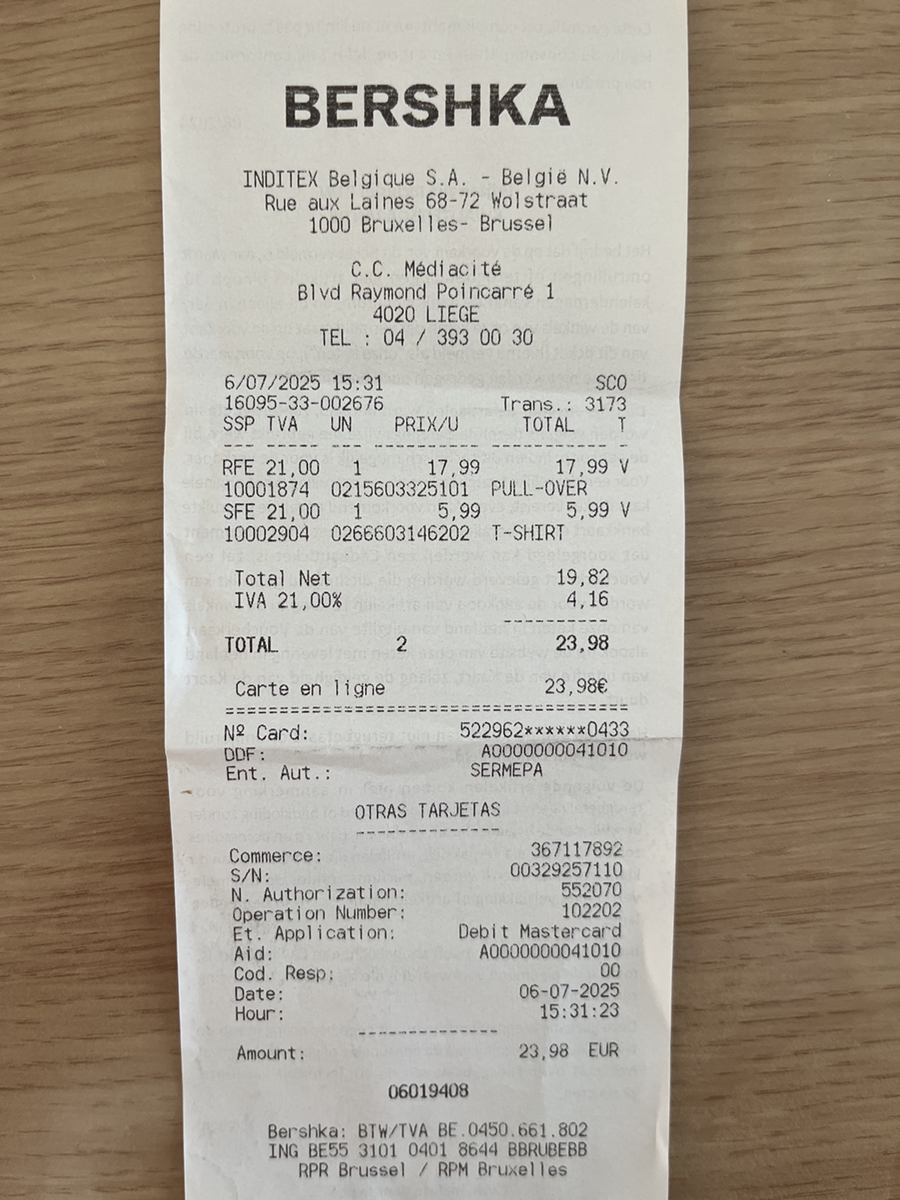 BERSHKA
INDITEX Belgique S.A. - België N.V.
Rue aux Laines 68-72 Wolstraat
1000 Bruxelles- Brussel
C.C. Médiacité
Blvd Raymond Poincarré 1
4020 LIEGE
TEL : 04 / 393 00 30
6/07/2025 15:31 SCO
16095-33-002676 Trans.: 3173
SSP TVA UN PRIX/U TOTAL T
RFE 21,00 1 17,99 17,99 V
10001874 0215603325101 PULL-OVER
SFE 21,00 1 5,99 5,99 V
10002904 0266603146202 T-SHIRT
Total Net 19,82
IVA 21,00% 4,16
TOTAL 2 23,98
Carte en ligne 23,98€
Nº Card: 522962******0433
DDF: A0000000041010
Ent. Aut.: SERMEPA
OTRAS TARJETAS
Commerce: 367117892
S/N: 00329257110
N. Authorization: 552070
Operation Number: 102202
Et. Application: Debit Mastercard
Aid: A0000000041010
Cod. Resp: 00
Date: 06-07-2025
Hour: 15:31:23
Amount: 23,98 EUR
06019408
Bershka: BTW/TVA BE.0450.661.802
ING BE55 3101 0401 8644 BBRUBEBB
RPR Brussel / RPM Bruxelles